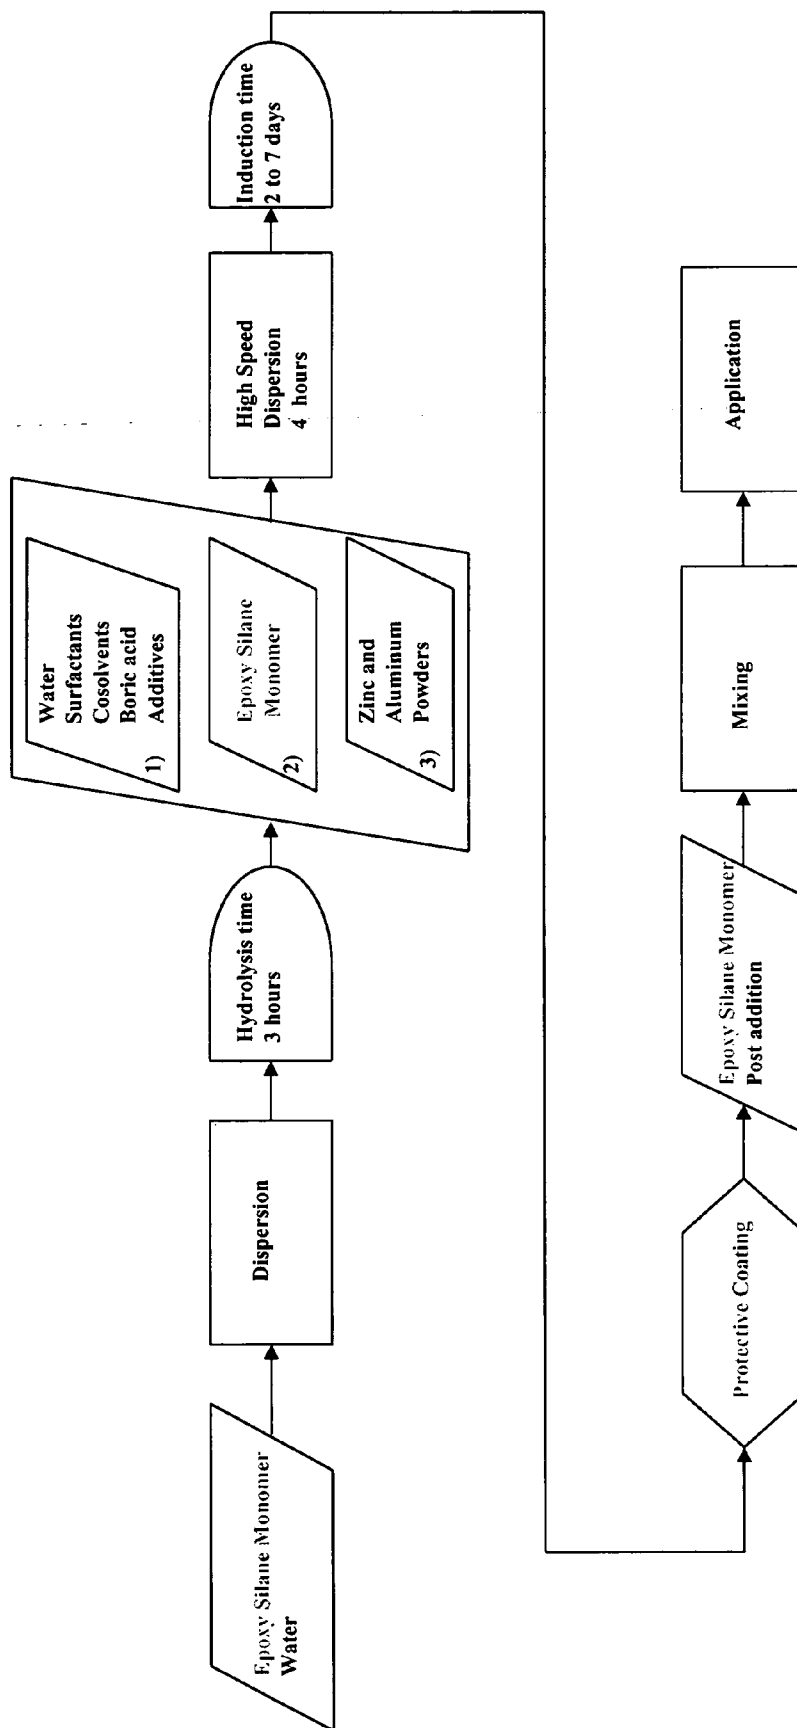 Epoxy Silane Monomer
Water
Dispersion
Hydrolysis time
3 hours
Water
Surfactants
Cosolvents
Boric acid
Additives
1)
Epoxy Silane
Monomer
2)
Zinc and
Aluminum
Powders
3)
High Speed
Dispersion
4 hours
Induction time
2 to 7 days
Protective Coating
Epoxy Silane Monomer
Post addition
Mixing
Application